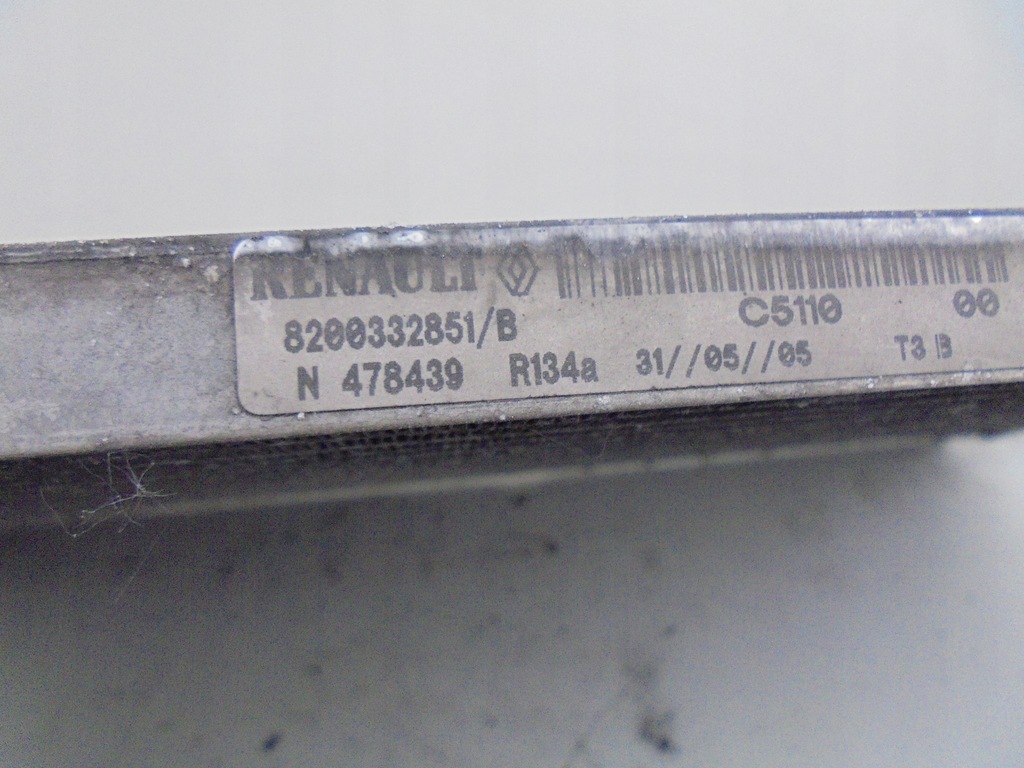 RENAULT
C5110 00
8200332851/B
N 478439 R134a 31//05//05 T3 B